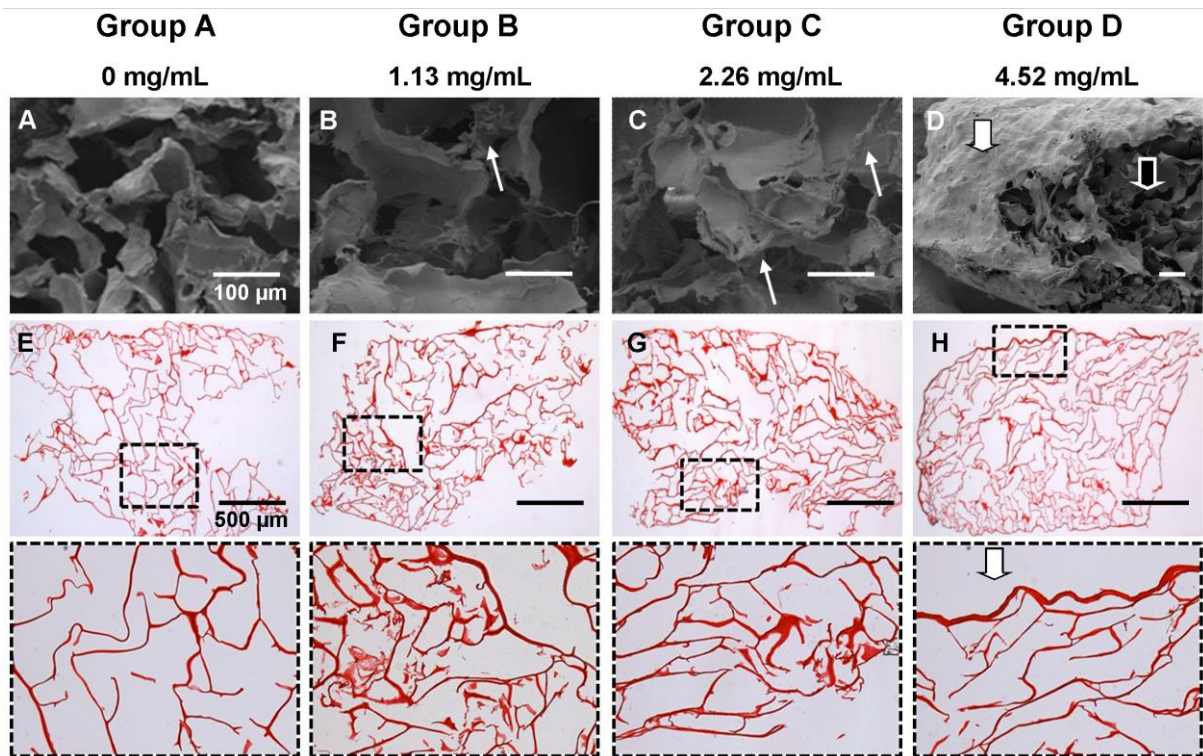 Group A Group B Group C Group D
0 mg/mL 1.13 mg/mL 2.26 mg/mL 4.52 mg/mL
A B C D
100 µm
E F G H
500 µm